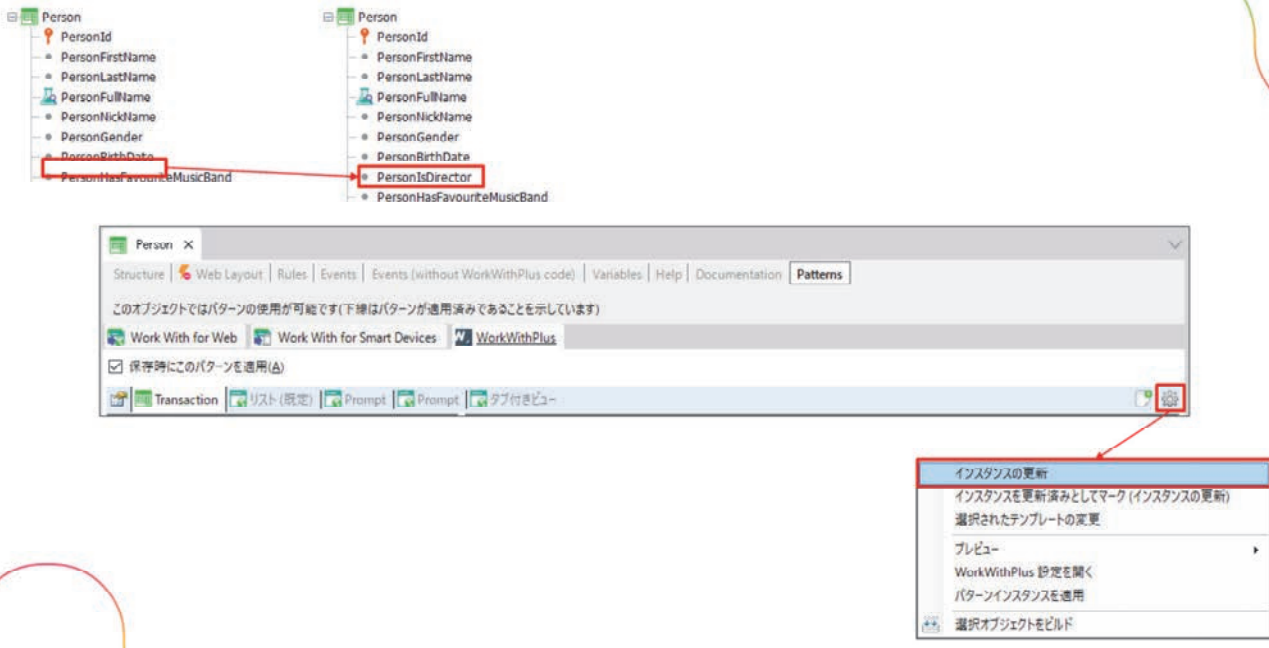 Person
PersonId
PersonFirstName
PersonLastName
PersonFullName
PersonNickName
PersonGender
PersonBirthDate
PersonHasFavouriteMusicBand
Person
PersonId
PersonFirstName
PersonLastName
PersonFullName
PersonNickName
PersonGender
PersonBirthDate
PersonIsDirector
PersonHasFavouriteMusicBand
Person
Structure | Web Layout | Rules | Events | Events (without WorkWithPlus code) | Variables | Help | Documentation | Patterns
このオブジェクトではパターンの使用が可能です(下線はパターンが適用済みであることを示しています)
Work With for Web Work With for Smart Devices WorkWithPlus
保存時にこのパターンを適用(A)
Transaction リスト (既定) Prompt Prompt タブ付きビュー
インスタンスの更新
インスタンスを更新済みとしてマーク (インスタンスの更新)
選択されたテンプレートの変更
プレビュー
WorkWithPlus 設定を開く
パターンインスタンスを適用
選択オブジェクトをビルド